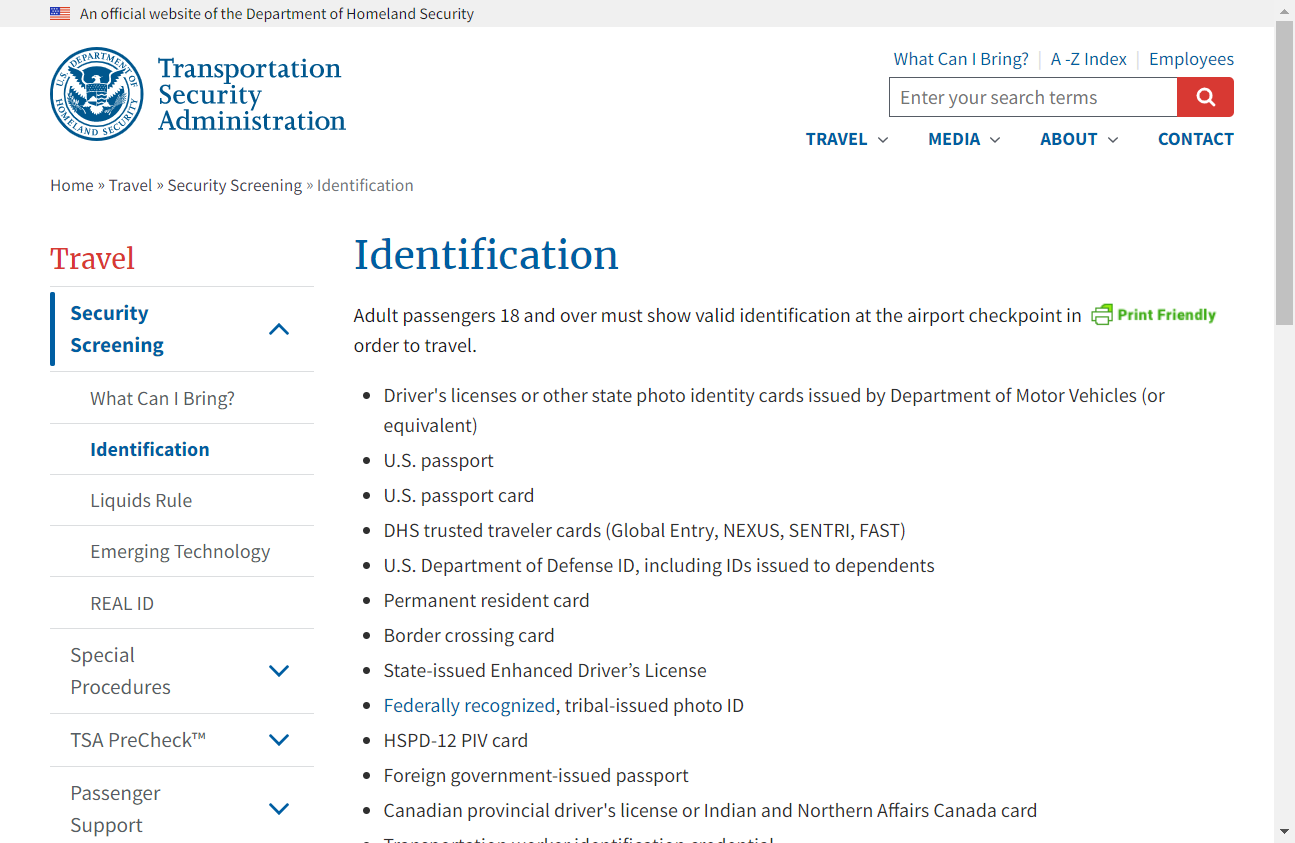 An official website of the Department of Homeland Security
U.S. DEPARTMENT OF HOMELAND SECURITY
Transportation
Security
Administration
What Can I Bring?
A -Z Index
Employees
Enter your search terms
TRAVEL
MEDIA
ABOUT
CONTACT
Home » Travel » Security Screening » Identification
Travel
Security
Screening
What Can I Bring?
Identification
Liquids Rule
Emerging Technology
REAL ID
Special
Procedures
TSA PreCheck™
Passenger
Support
Identification
Adult passengers 18 and over must show valid identification at the airport checkpoint in
Print Friendly
order to travel.
• Driver's licenses or other state photo identity cards issued by Department of Motor Vehicles (or
equivalent)
• U.S. passport
• U.S. passport card
• DHS trusted traveler cards (Global Entry, NEXUS, SENTRI, FAST)
• U.S. Department of Defense ID, including IDs issued to dependents
• Permanent resident card
• Border crossing card
• State-issued Enhanced Driver’s License
• Federally recognized, tribal-issued photo ID
• HSPD-12 PIV card
• Foreign government-issued passport
• Canadian provincial driver's license or Indian and Northern Affairs Canada card
• Transportation worker identification credential